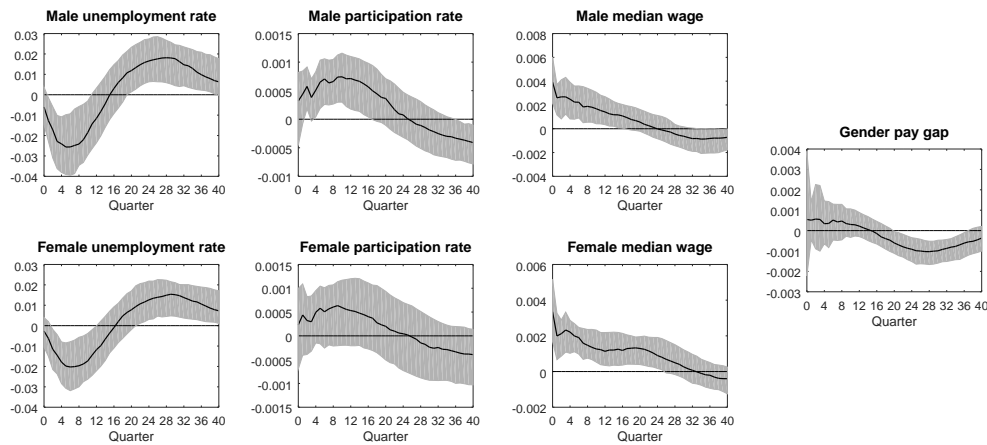 Male unemployment rate
0.03
0.02
0.01
0
-0.01
-0.02
-0.03
-0.04
0 4 8 12 16 20 24 28 32 36 40
Quarter
Male participation rate
0.0015
0.001
0.0005
0
-0.0005
-0.001
0 4 8 12 16 20 24 28 32 36 40
Quarter
Male median wage
0.008
0.006
0.004
0.002
0
-0.002
-0.004
0 4 8 12 16 20 24 28 32 36 40
Quarter
Gender pay gap
0.004
0.003
0.002
0.001
0
-0.001
-0.002
-0.003
0 4 8 12 16 20 24 28 32 36 40
Quarter
Female unemployment rate
0.03
0.02
0.01
0
-0.01
-0.02
-0.03
-0.04
0 4 8 12 16 20 24 28 32 36 40
Quarter
Female participation rate
0.0015
0.001
0.0005
0
-0.0005
-0.001
-0.0015
0 4 8 12 16 20 24 28 32 36 40
Quarter
Female median wage
0.006
0.004
0.002
0
-0.002
0 4 8 12 16 20 24 28 32 36 40
Quarter